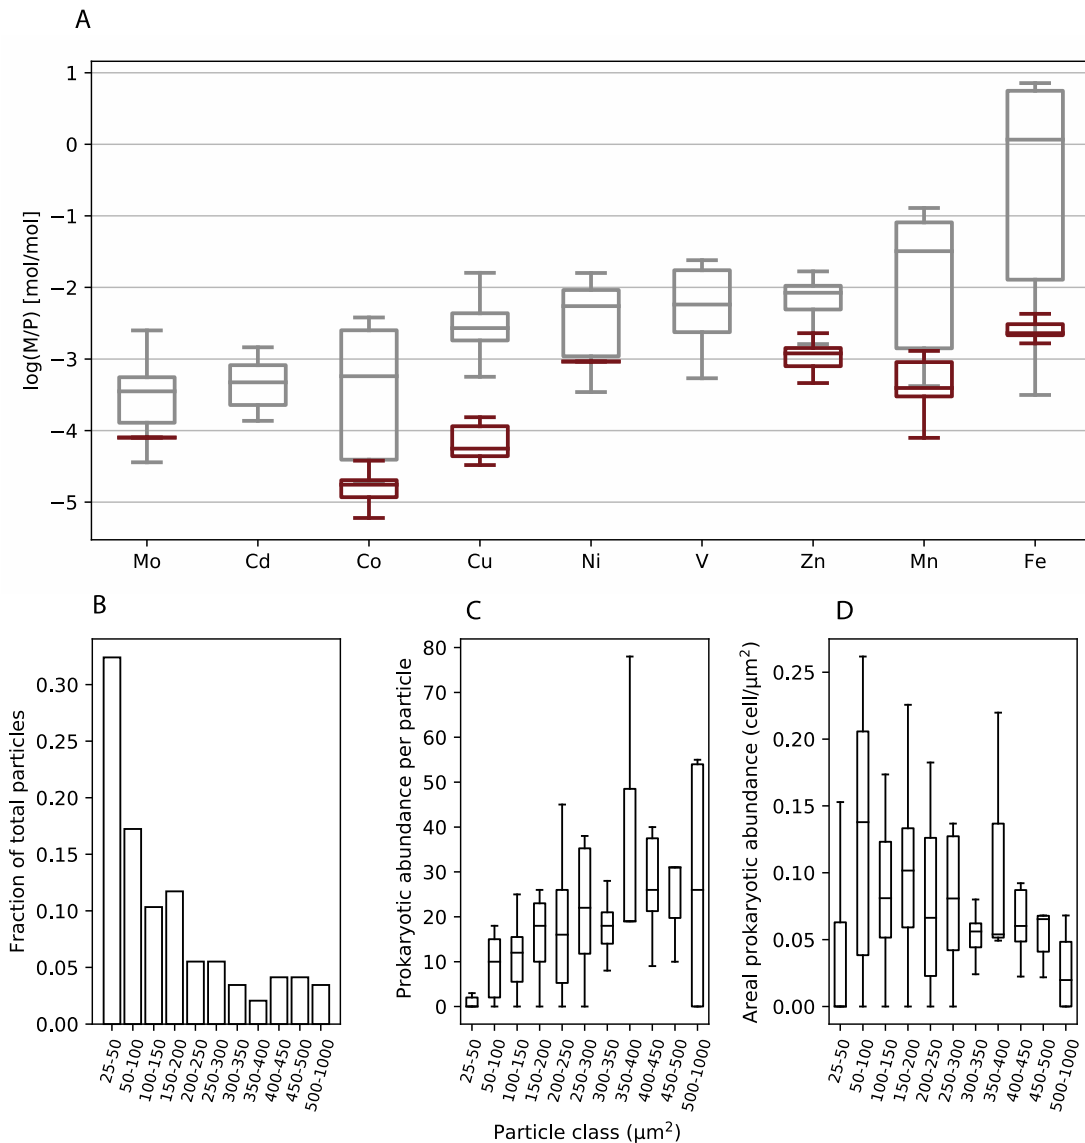 A
log(M/P) [mol/mol]
1
0
−1
−2
−3
−4
−5
Mo Cd Co Cu Ni V Zn Mn Fe
B
Fraction of total particles
0.30
0.25
0.20
0.15
0.10
0.05
0.00
25-50 50-100 100-150 150-200 200-250 250-300 300-350 350-400 400-450 450-500 500-1000
C
Prokaryotic abundance per particle
80
70
60
50
40
30
20
10
0
25-50 50-100 100-150 150-200 200-250 250-300 300-350 350-400 400-450 450-500 500-1000
Particle class (μm²)
D
Areal prokaryotic abundance (cell/μm²)
0.25
0.20
0.15
0.10
0.05
0.00
25-50 50-100 100-150 150-200 200-250 250-300 300-350 350-400 400-450 450-500 500-1000